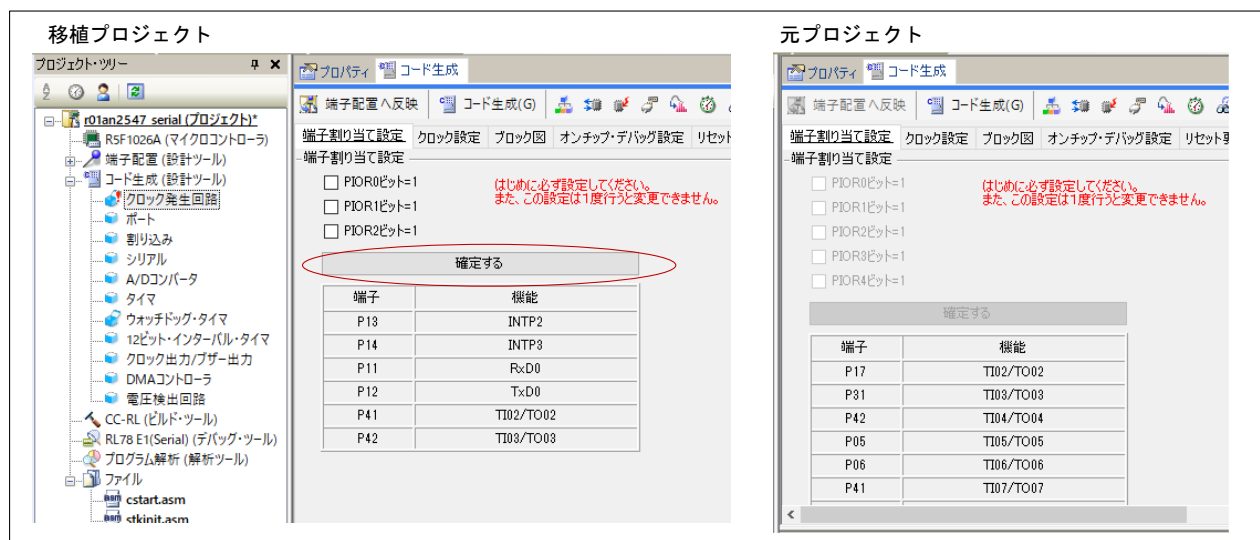 移植プロジェクト
プロジェクト・ツリー
r01an2547_serial (プロジェクト)*
R5F1026A (マイクロコントローラ)
端子配置 (設計ツール)
コード生成 (設計ツール)
クロック発生回路
ポート
割り込み
シリアル
A/Dコンバータ
タイマ
ウォッチドッグ・タイマ
12ビット・インターバル・タイマ
クロック出力/ブザー出力
DMAコントローラ
電圧検出回路
CC-RL (ビルド・ツール)
RL78 E1(Serial) (デバッグ・ツール)
プログラム解析 (解析ツール)
ファイル
cstart.asm
stkinit.asm
プロパティ コード生成
端子配置へ反映 コード生成(G)
端子割り当て設定 クロック設定 ブロック図 オンチップ・デバッグ設定 リセット
端子割り当て設定
PIOR0ビット=1
PIOR1ビット=1
PIOR2ビット=1
はじめに必ず設定してください。
また、この設定は1度行うと変更できません。
確定する
端子 機能
P13 INTP2
P14 INTP3
P11 RxD0
P12 TxD0
P41 TI02/TO02
P42 TI03/TO03
元プロジェクト
プロパティ コード生成
端子配置へ反映 コード生成(G)
端子割り当て設定 クロック設定 ブロック図 オンチップ・デバッグ設定 リセット要
端子割り当て設定
PIOR0ビット=1
PIOR1ビット=1
PIOR2ビット=1
PIOR3ビット=1
PIOR4ビット=1
はじめに必ず設定してください。
また、この設定は1度行うと変更できません。
確定する
端子 機能
P17 TI02/TO02
P31 TI03/TO03
P42 TI04/TO04
P05 TI05/TO05
P06 TI06/TO06
P41 TI07/TO07